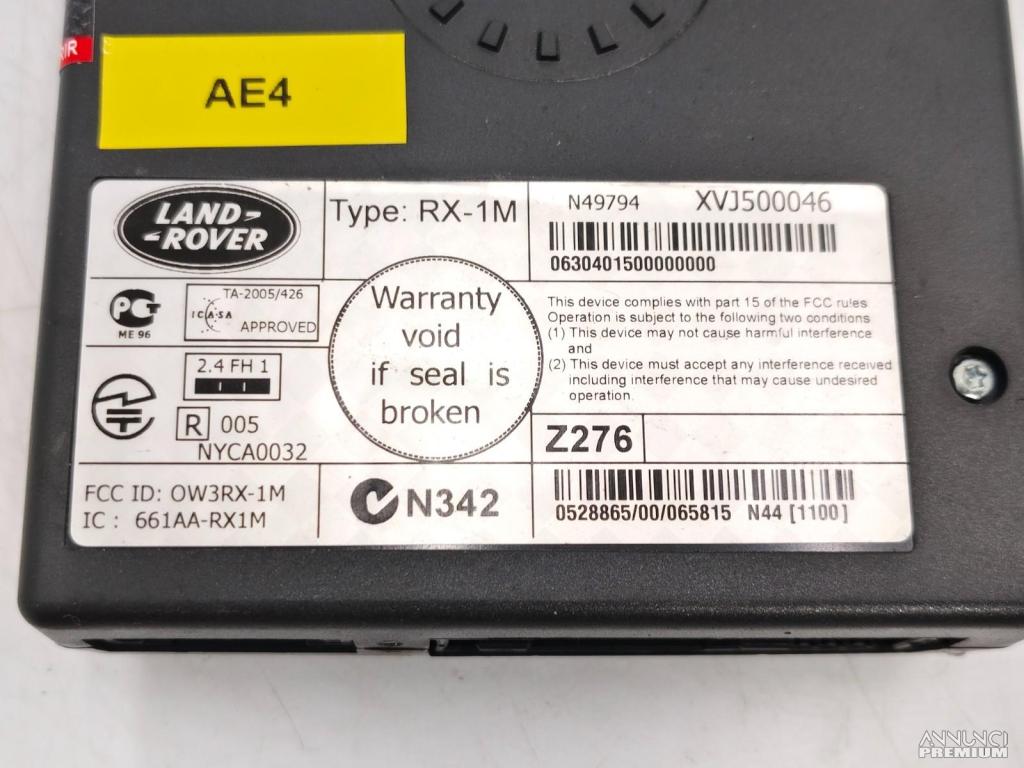 AE4
LAND-
-ROVER
Type: RX-1M
N49794 XVJ500046
0630401500000000
TA-2005/426
ICASA
APPROVED
ME 96
Warranty
void
if seal is
broken
This device complies with part 15 of the FCC rules
Operation is subject to the following two conditions
(1) This device may not cause harmful interference
and
(2) This device must accept any interference received
including interference that may cause undesired
operation.
2.4 FH 1
R 005
NYCA0032
Z276
FCC ID: OW3RX-1M
IC : 661AA-RX1M
N342
0528865/00/065815 N44 [1100]
ANNUNCI
PREMIUM